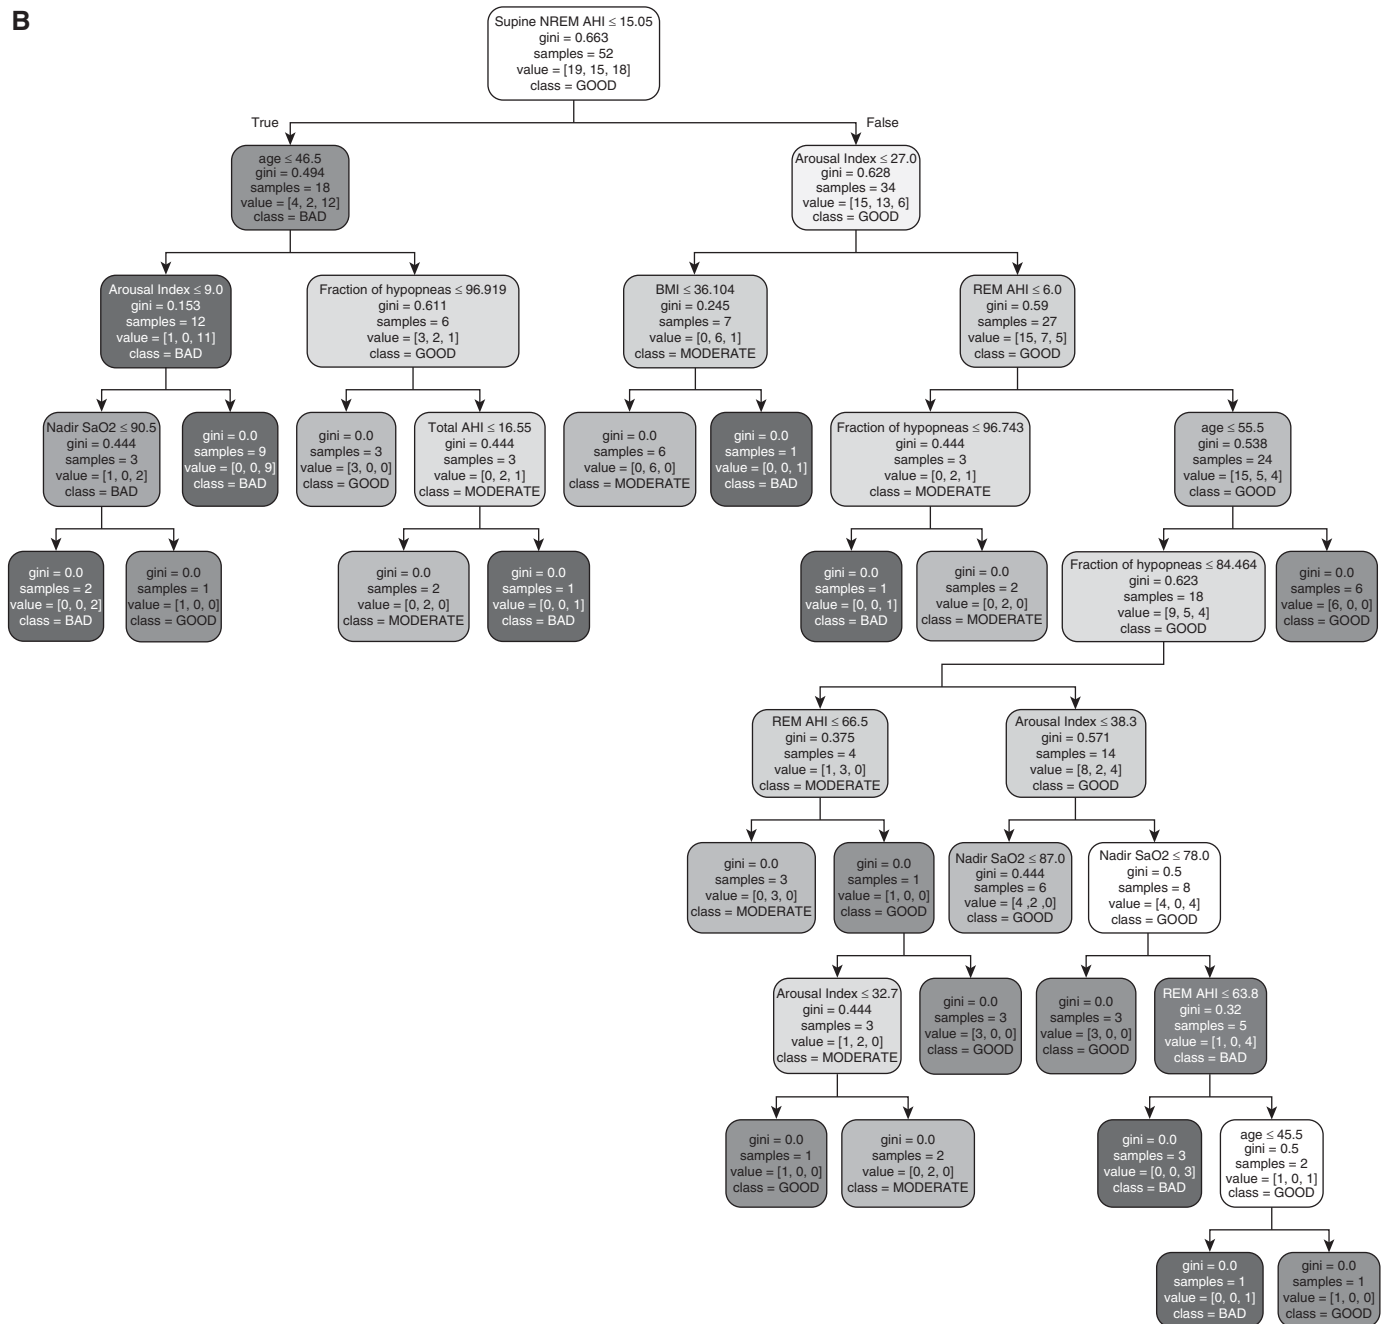 B
Supine NREM AHI ≤ 15.05
gini = 0.663
samples = 52
value = [19, 15, 18]
class = GOOD
True
False
age ≤ 46.5
gini = 0.494
samples = 18
value = [4, 2, 12]
class = BAD
Arousal Index ≤ 27.0
gini = 0.628
samples = 34
value = [15, 13, 6]
class = GOOD
Arousal Index ≤ 9.0
gini = 0.153
samples = 12
value = [1, 0, 11]
class = BAD
Fraction of hypopneas ≤ 96.919
gini = 0.611
samples = 6
value = [3, 2, 1]
class = GOOD
BMI ≤ 36.104
gini = 0.245
samples = 7
value = [0, 6, 1]
class = MODERATE
REM AHI ≤ 6.0
gini = 0.59
samples = 27
value = [15, 7, 5]
class = GOOD
Nadir SaO2 ≤ 90.5
gini = 0.444
samples = 3
value = [1, 0, 2]
class = BAD
gini = 0.0
samples = 9
value = [0, 0, 9]
class = BAD
gini = 0.0
samples = 3
value = [3, 0, 0]
class = GOOD
Total AHI ≤ 16.55
gini = 0.444
samples = 3
value = [0, 2, 1]
class = MODERATE
gini = 0.0
samples = 6
value = [0, 6, 0]
class = MODERATE
gini = 0.0
samples = 1
value = [0, 0, 1]
class = BAD
Fraction of hypopneas ≤ 96.743
gini = 0.444
samples = 3
value = [0, 2, 1]
class = MODERATE
age ≤ 55.5
gini = 0.538
samples = 24
value = [15, 5, 4]
class = GOOD
gini = 0.0
samples = 2
value = [0, 0, 2]
class = BAD
gini = 0.0
samples = 1
value = [1, 0, 0]
class = GOOD
gini = 0.0
samples = 2
value = [0, 2, 0]
class = MODERATE
gini = 0.0
samples = 1
value = [0, 0, 1]
class = BAD
gini = 0.0
samples = 1
value = [0, 0, 1]
class = BAD
gini = 0.0
samples = 2
value = [0, 2, 0]
class = MODERATE
Fraction of hypopneas ≤ 84.464
gini = 0.623
samples = 18
value = [9, 5, 4]
class = GOOD
gini = 0.0
samples = 6
value = [6, 0, 0]
class = GOOD
REM AHI ≤ 66.5
gini = 0.375
samples = 4
value = [1, 3, 0]
class = MODERATE
Arousal Index ≤ 38.3
gini = 0.571
samples = 14
value = [8, 2, 4]
class = GOOD
gini = 0.0
samples = 3
value = [0, 3, 0]
class = MODERATE
gini = 0.0
samples = 1
value = [1, 0, 0]
class = GOOD
Nadir SaO2 ≤ 87.0
gini = 0.444
samples = 6
value = [4 ,2 ,0]
class = GOOD
Nadir SaO2 ≤ 78.0
gini = 0.5
samples = 8
value = [4, 0, 4]
class = GOOD
Arousal Index ≤ 32.7
gini = 0.444
samples = 3
value = [1, 2, 0]
class = MODERATE
gini = 0.0
samples = 3
value = [3, 0, 0]
class = GOOD
gini = 0.0
samples = 3
value = [3, 0, 0]
class = GOOD
REM AHI ≤ 63.8
gini = 0.32
samples = 5
value = [1, 0, 4]
class = BAD
gini = 0.0
samples = 1
value = [1, 0, 0]
class = GOOD
gini = 0.0
samples = 2
value = [0, 2, 0]
class = MODERATE
gini = 0.0
samples = 3
value = [0, 0, 3]
class = BAD
age ≤ 45.5
gini = 0.5
samples = 2
value = [1, 0, 1]
class = GOOD
gini = 0.0
samples = 1
value = [0, 0, 1]
class = BAD
gini = 0.0
samples = 1
value = [1, 0, 0]
class = GOOD